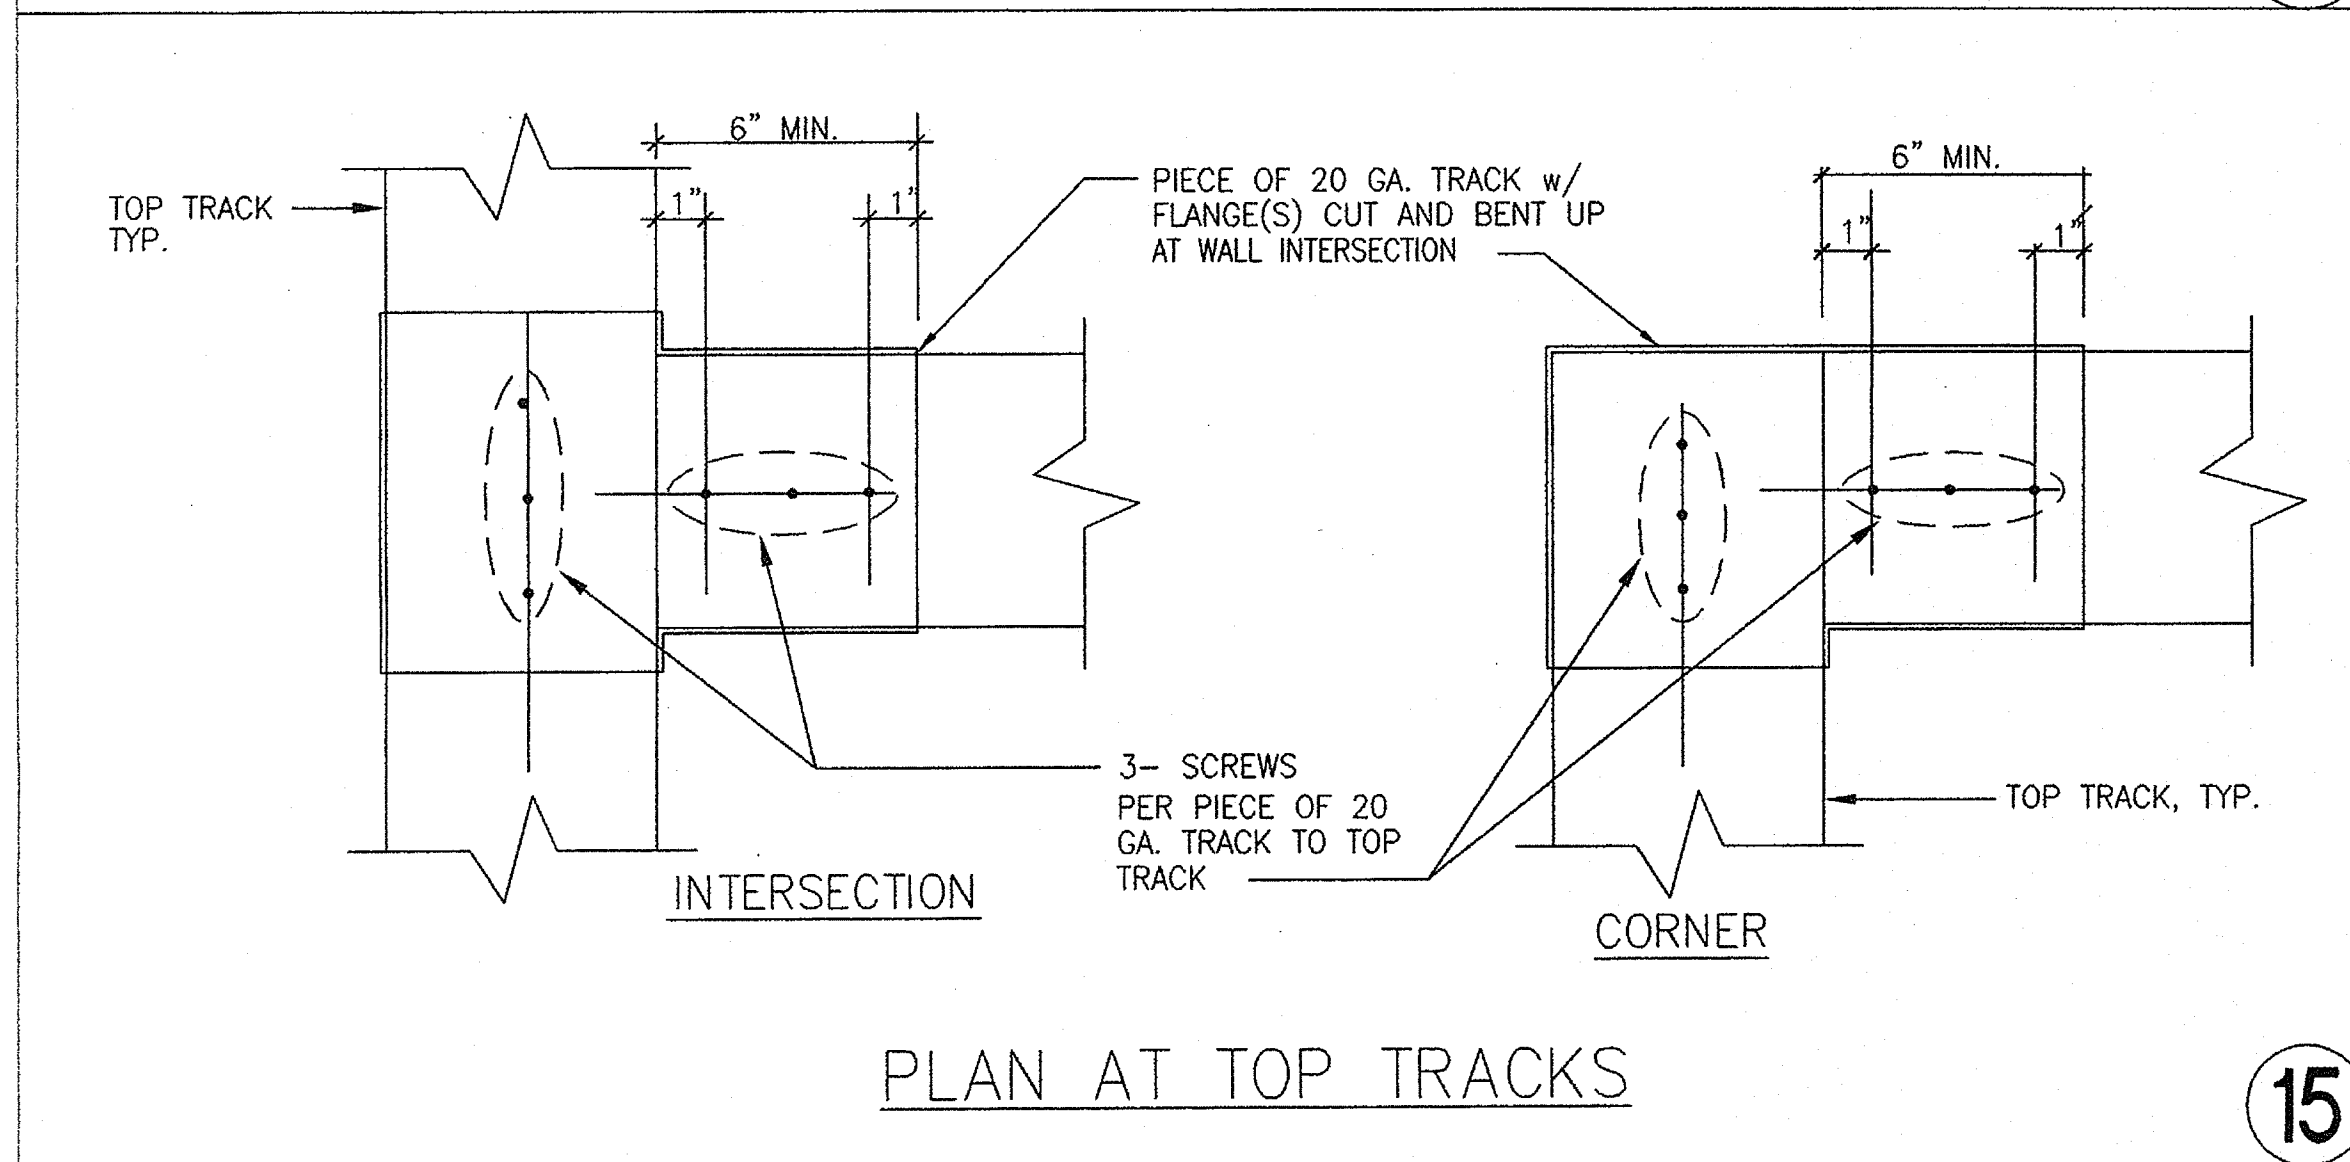 6” MIN.
1”
1”
TOP TRACK
TYP.
PIECE OF 20 GA. TRACK w/
FLANGE(S) CUT AND BENT UP
AT WALL INTERSECTION
6” MIN.
1”
1”
3– SCREWS
PER PIECE OF 20
GA. TRACK TO TOP
TRACK
TOP TRACK, TYP.
INTERSECTION
CORNER
PLAN AT TOP TRACKS
15